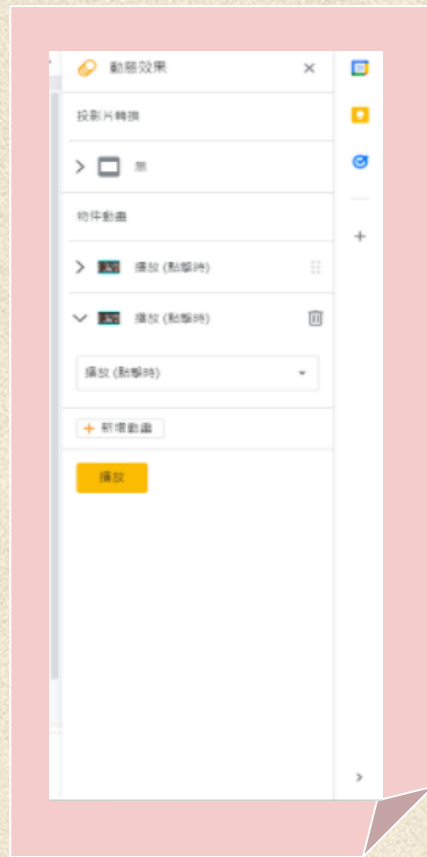 動態效果
投影片轉換
無
物件動畫
播放 (點擊時)
播放 (點擊時)
播放 (點擊時)
+ 新增動畫
播放